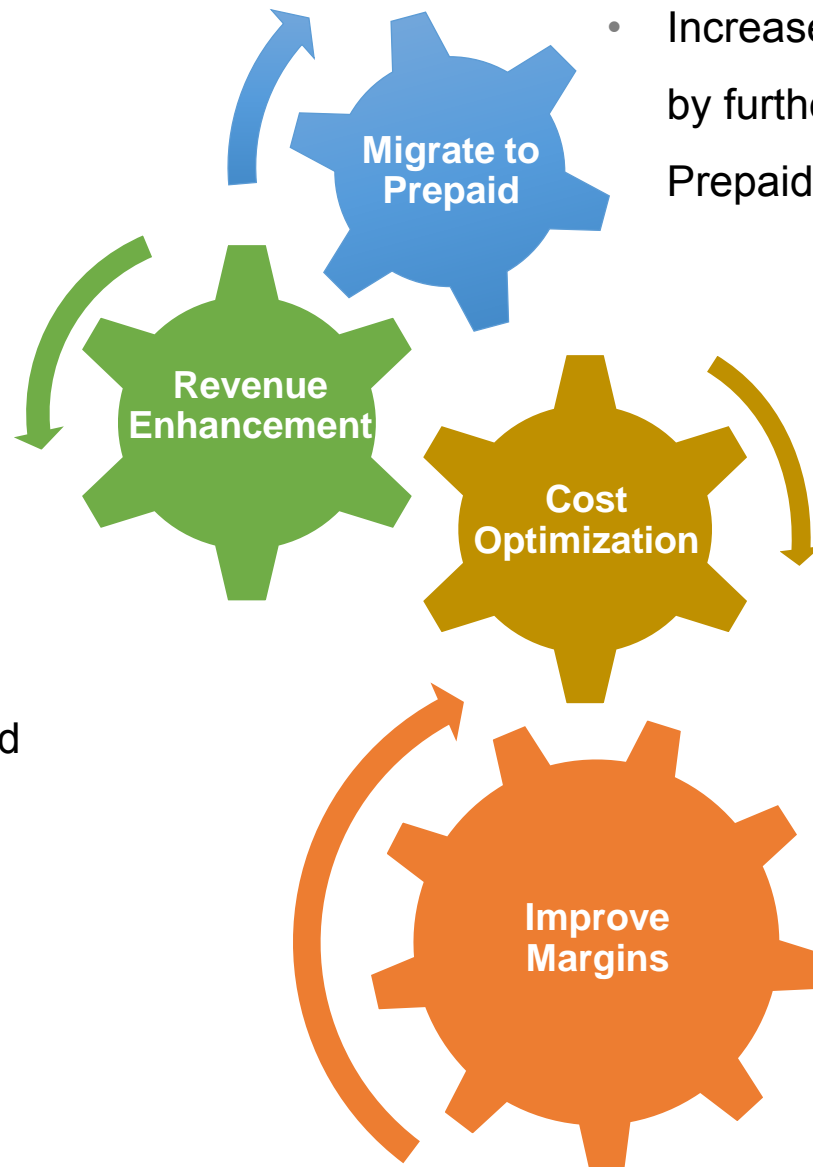 • Increase
by furthe
Prepaid
Migrate to
Prepaid
Revenue
Enhancement
Cost
Optimization
d
Improve
Margins